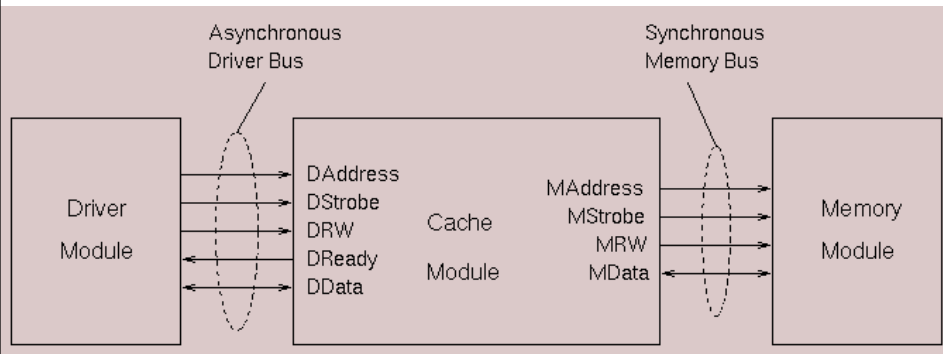 Asynchronous
Driver Bus
Synchronous
Memory Bus
Driver
Module
DAddress
DStrobe
DRW
DReady
DData
Cache
Module
MAddress
MStrobe
MRW
MData
Memory
Module